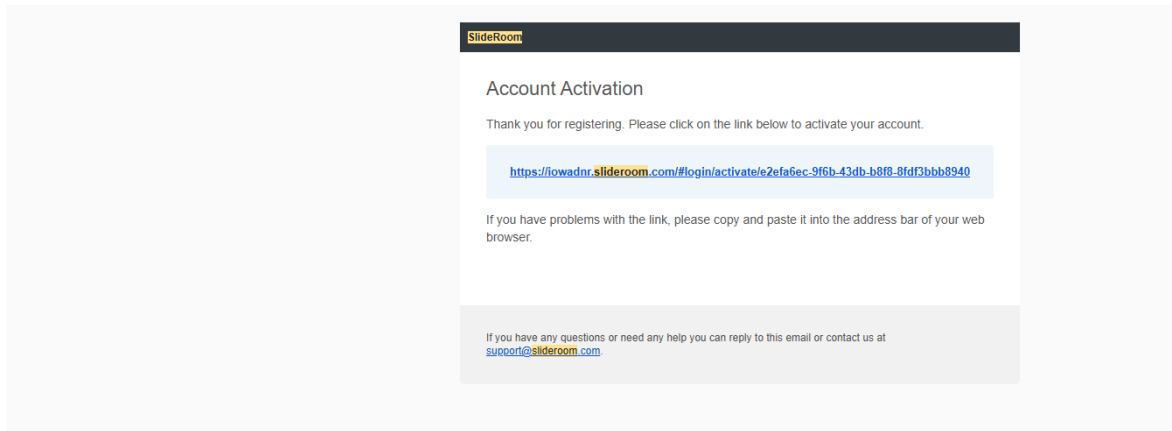 SlideRoom
Account Activation
Thank you for registering. Please click on the link below to activate your account.
https://iowadnr.slideroom.com/#login/activate/e2efa6ec-9f6b-43db-b8f8-8fdf3bbb8940
If you have problems with the link, please copy and paste it into the address bar of your web
browser.
If you have any questions or need any help you can reply to this email or contact us at
support@slideroom.com.